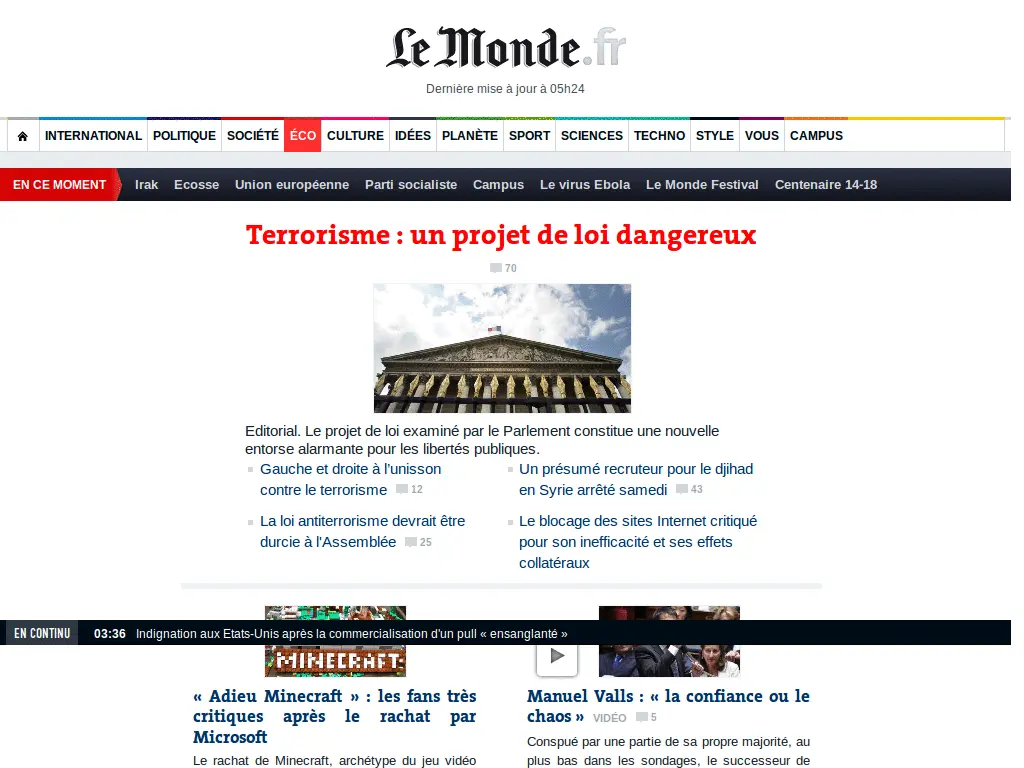 Le Monde.fr
Dernière mise à jour à 05h24
INTERNATIONAL POLITIQUE SOCIÉTÉ ÉCO CULTURE IDÉES PLANÈTE SPORT SCIENCES TECHNO STYLE VOUS CAMPUS
EN CE MOMENT Irak Ecosse Union européenne Parti socialiste Campus Le virus Ebola Le Monde Festival Centenaire 14-18
Terrorisme : un projet de loi dangereux
70
Editorial. Le projet de loi examiné par le Parlement constitue une nouvelle
entorse alarmante pour les libertés publiques.
Gauche et droite à l'unisson
contre le terrorisme 12
Un présumé recruteur pour le djihad
en Syrie arrêté samedi 43
La loi antiterrorisme devrait être
durcie à l'Assemblée 25
Le blocage des sites Internet critiqué
pour son inefficacité et ses effets
collatéraux
EN CONTINU 03:36 Indignation aux Etats-Unis après la commercialisation d'un pull « ensanglanté »
MINECRAFT
« Adieu Minecraft » : les fans très
critiques après le rachat par
Microsoft
Le rachat de Minecraft, archétype du jeu vidéo
Manuel Valls : « la confiance ou le
chaos » VIDÉO 5
Conspué par une partie de sa propre majorité, au
plus bas dans les sondages, le successeur de